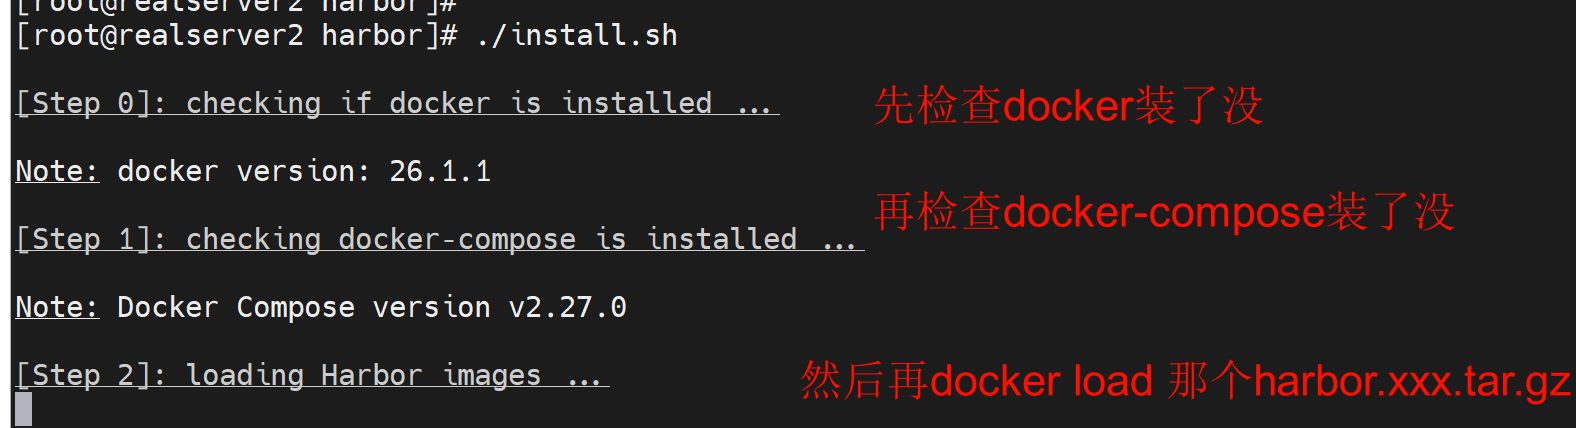 [root@realserver2 harbor]#
[root@realserver2 harbor]# ./install.sh
[Step 0]: checking if docker is installed ...
先检查docker装了没
Note: docker version: 26.1.1
再检查docker-compose装了没
[Step 1]: checking docker-compose is installed ...
Note: Docker Compose version v2.27.0
[Step 2]: loading Harbor images ...
然后再docker load 那个harbor.xxx.tar.gz